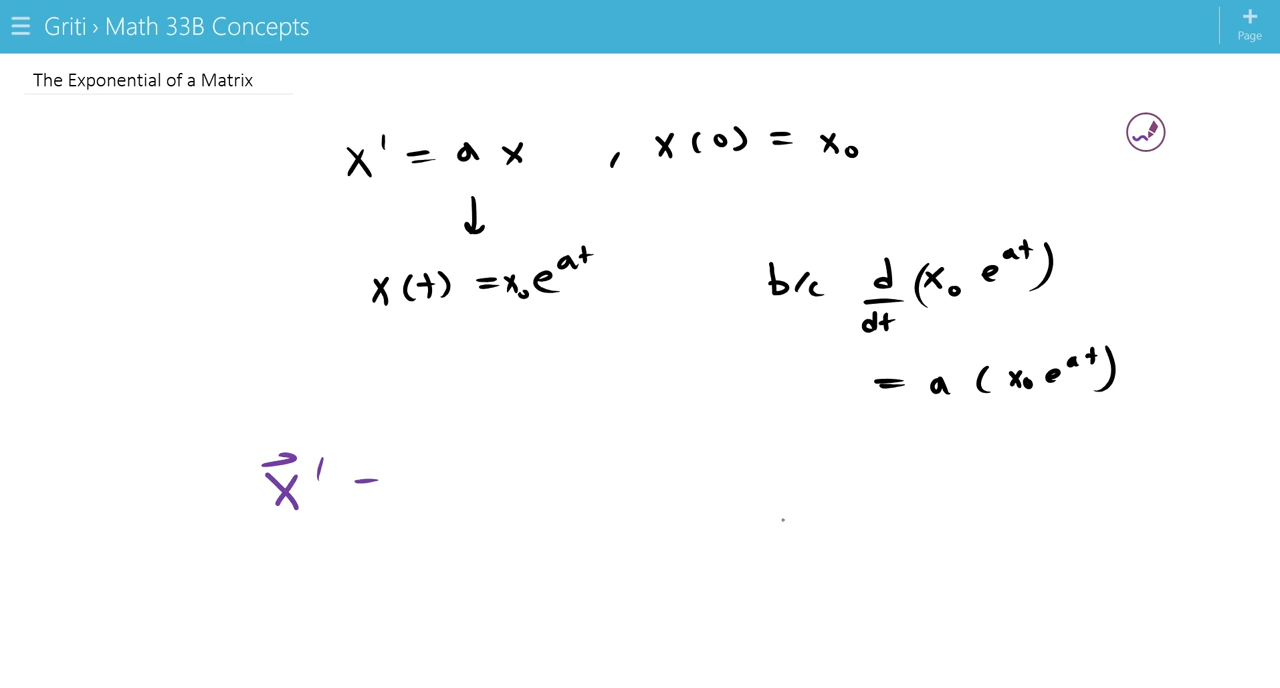 Griti › Math 33B Concepts
+
Page
The Exponential of a Matrix
x' = a x , x(0) = x₀
↓
x(t) = x₀e^{at}
b/c d/dt (x₀ e^{at})
= a (x₀ e^{at})
x⃗' -